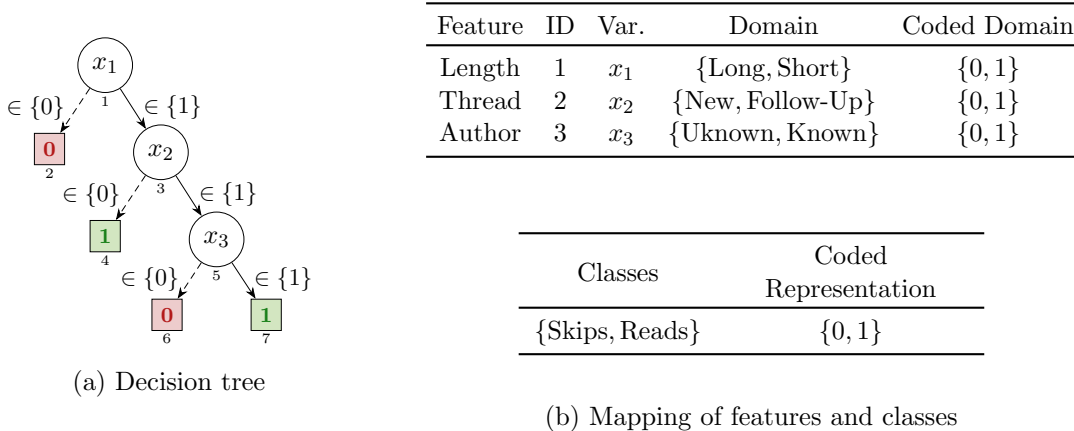 x₁
1
∈ {0} ∈ {1}
0
2
x₂
3
∈ {0} ∈ {1}
1
4
x₃
5
∈ {0} ∈ {1}
0
6
1
7
(a) Decision tree
Feature ID Var. Domain Coded Domain
Length 1 x₁ {Long, Short} {0, 1}
Thread 2 x₂ {New, Follow-Up} {0, 1}
Author 3 x₃ {Uknown, Known} {0, 1}
Classes Coded
Representation
{Skips, Reads} {0, 1}
(b) Mapping of features and classes